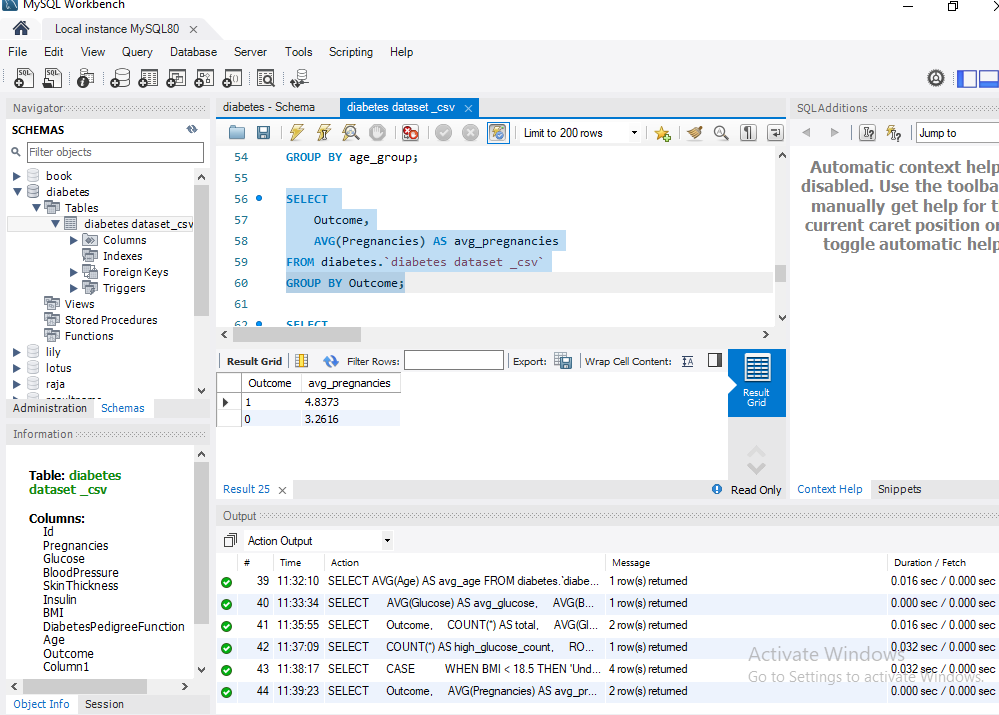 MySQL Workbench
Local instance MySQL80
File Edit View Query Database Server Tools Scripting Help
Navigator
SCHEMAS
Filter objects
book
diabetes
Tables
diabetes dataset_csv
Columns
Indexes
Foreign Keys
Triggers
Views
Stored Procedures
Functions
lily
lotus
raja
Administration Schemas
Information
Table: diabetes
dataset _csv
Columns:
Id
Pregnancies
Glucose
BloodPressure
SkinThickness
Insulin
BMI
DiabetesPedigreeFunction
Age
Outcome
Column1
Object Info Session
diabetes - Schema diabetes dataset _csv
Limit to 200 rows
54 GROUP BY age_group;
55
56 SELECT
57 Outcome,
58 AVG(Pregnancies) AS avg_pregnancies
59 FROM diabetes.`diabetes dataset _csv`
60 GROUP BY Outcome;
61
62 SELECT
Result Grid Filter Rows: Export: Wrap Cell Content:
Outcome avg_pregnancies
1 4.8373
0 3.2616
Result Grid
Result 25 Read Only
Output
Action Output
# Time Action Message Duration / Fetch
39 11:32:10 SELECT AVG(Age) AS avg_age FROM diabetes.`diabe... 1 row(s) returned 0.016 sec / 0.000 sec
40 11:33:34 SELECT AVG(Glucose) AS avg_glucose, AVG(B... 1 row(s) returned 0.000 sec / 0.000 sec
41 11:35:55 SELECT Outcome, COUNT(*) AS total, AVG(Gl... 2 row(s) returned 0.016 sec / 0.000 sec
42 11:37:09 SELECT COUNT(*) AS high_glucose_count, RO... 1 row(s) returned 0.032 sec / 0.000 sec
43 11:38:17 SELECT CASE WHEN BMI < 18.5 THEN 'Und... 4 row(s) returned 0.032 sec / 0.000 sec
44 11:39:23 SELECT Outcome, AVG(Pregnancies) AS avg_pr... 2 row(s) returned 0.000 sec / 0.000 sec
SQLAdditions
Jump to
Automatic context help
disabled. Use the toolba
manually get help for t
current caret position o
toggle automatic help
Context Help Snippets
Activate Windows
Go to Settings to activate Windows.